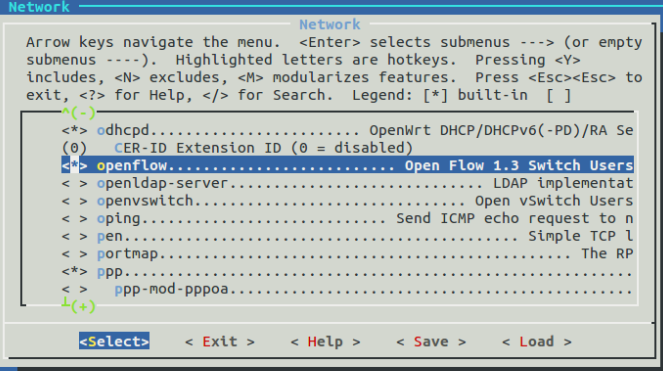 Network
Network
Arrow keys navigate the menu.  <Enter> selects submenus ---> (or empty
submenus ----).  Highlighted letters are hotkeys.  Pressing <Y>
includes, <N> excludes, <M> modularizes features.  Press <Esc><Esc> to
exit, <?> for Help, </> for Search.  Legend: [*] built-in  [ ]
^(-)
<*> odhcpd........................ OpenWrt DHCP/DHCPv6(-PD)/RA Se
(0)   CER-ID Extension ID (0 = disabled)
<*> openflow.......................... Open Flow 1.3 Switch Users
< > openldap-server............................. LDAP implementat
< > openvswitch................................ Open vSwitch Users
< > oping............................ Send ICMP echo request to n
< > pen................................................ Simple TCP l
< > portmap............................................... The RP
<*> ppp.............................................................
< >   ppp-mod-pppoa..............................................
┴(+)
<Select>    < Exit >    < Help >    < Save >    < Load >